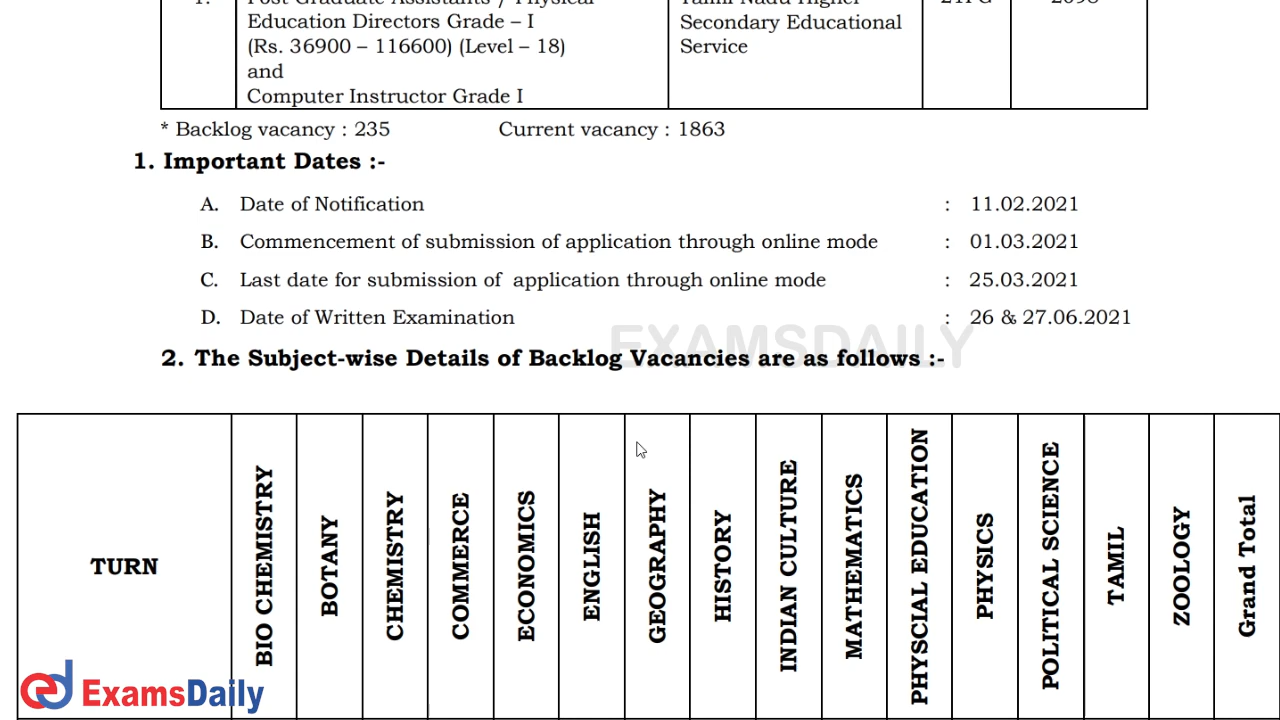 Education Directors Grade – I
(Rs. 36900 – 116600) (Level – 18)
and
Computer Instructor Grade I
Secondary Educational
Service
* Backlog vacancy : 235 Current vacancy : 1863
1. Important Dates :-
A. Date of Notification : 11.02.2021
B. Commencement of submission of application through online mode : 01.03.2021
C. Last date for submission of application through online mode : 25.03.2021
D. Date of Written Examination : 26 & 27.06.2021
EXAMSDAILY
2. The Subject-wise Details of Backlog Vacancies are as follows :-
TURN
BIO CHEMISTRY
BOTANY
CHEMISTRY
COMMERCE
ECONOMICS
ENGLISH
GEOGRAPHY
HISTORY
INDIAN CULTURE
MATHEMATICS
PHYSCIAL EDUCATION
PHYSICS
POLITICAL SCIENCE
TAMIL
ZOOLOGY
Grand Total
ed ExamsDaily